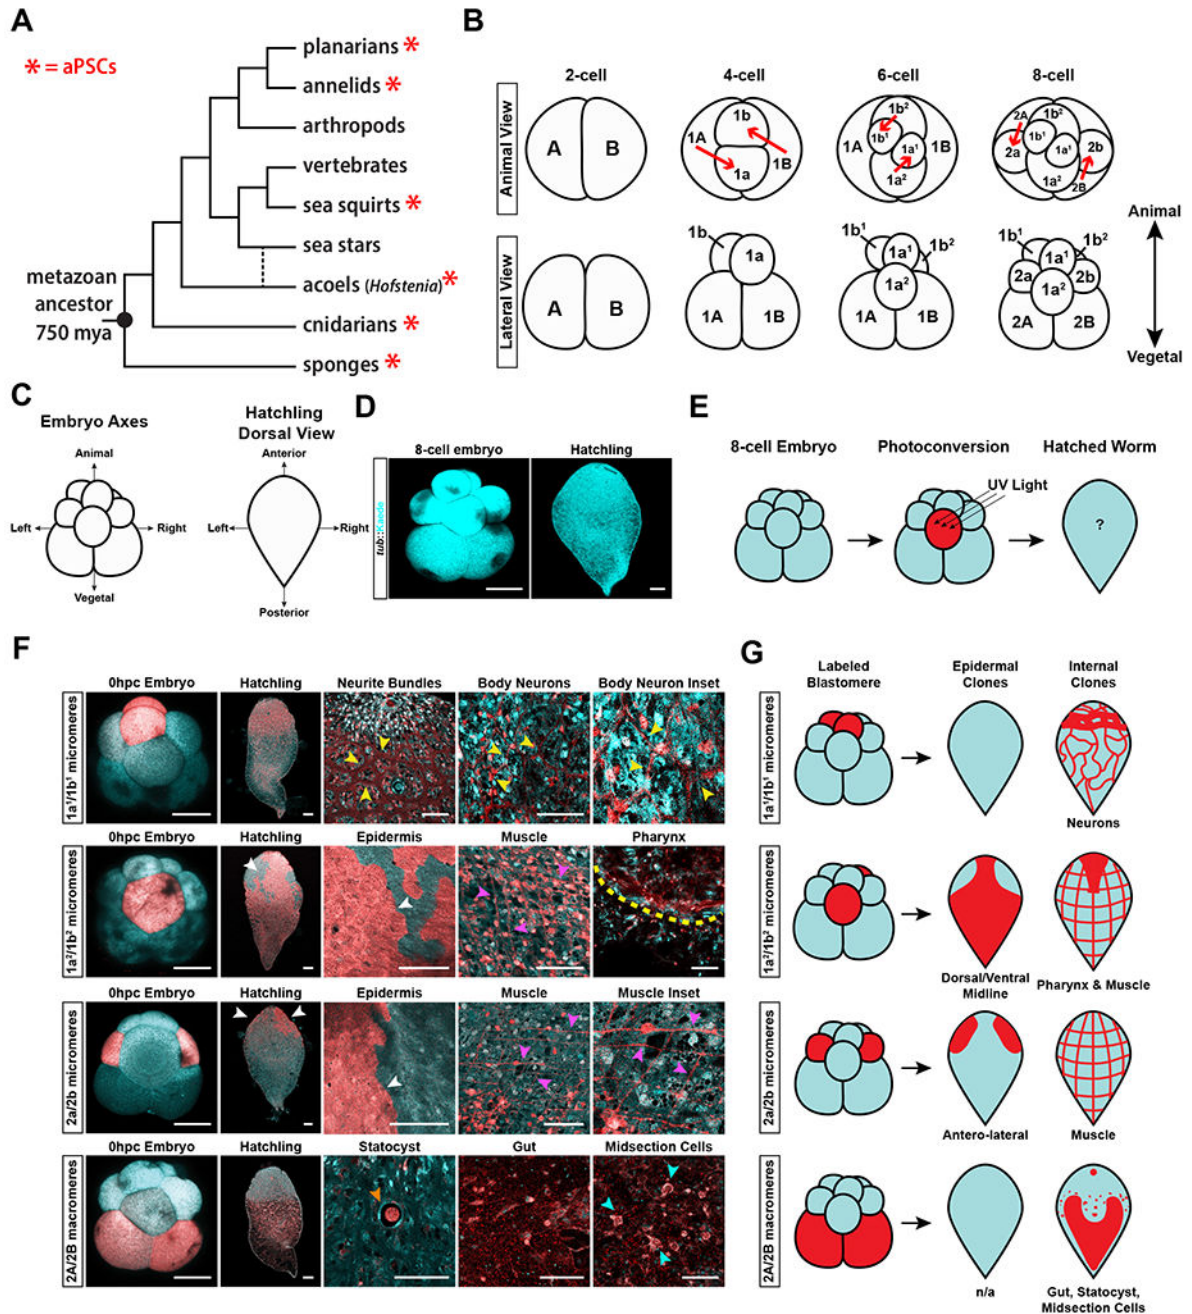 A
* = aPSCs
planarians *
annelids *
arthropods
vertebrates
sea squirts *
sea stars
acoels (Hofstenia) *
cnidarians *
sponges *
metazoan
ancestor
750 mya
B
2-cell 4-cell 6-cell 8-cell
Animal View
A B
1b 1A 1a 1B
1b² 1b¹ 1A 1a¹ 1B 1a²
2A 1b² 1b¹ 2a 1a¹ 2b 1a² 2B
Lateral View
A B
1b 1a 1A 1B
1b¹ 1a¹ 1b² 1a² 1A 1B
1b¹ 1a¹ 1b² 2a 1a² 2b 2A 2B
Animal
Vegetal
C
Embryo Axes
Animal
Left
Right
Vegetal
Hatchling
Dorsal View
Anterior
Left
Right
Posterior
D
8-cell embryo Hatchling
tub::Kaede
E
8-cell Embryo Photoconversion Hatched Worm
UV Light
?
F
1a¹/1b¹ micromeres
0hpc Embryo Hatchling Neurite Bundles Body Neurons Body Neuron Inset
1a²/1b² micromeres
0hpc Embryo Hatchling Epidermis Muscle Pharynx
2a/2b micromeres
0hpc Embryo Hatchling Epidermis Muscle Muscle Inset
2A/2B macromeres
0hpc Embryo Hatchling Statocyst Gut Midsection Cells
G
Labeled
Blastomere
Epidermal
Clones
Internal
Clones
1a¹/1b¹ micromeres
Neurons
1a²/1b² micromeres
Dorsal/Ventral
Midline
Pharynx & Muscle
2a/2b micromeres
Antero-lateral
Muscle
2A/2B macromeres
n/a
Gut, Statocyst,
Midsection Cells